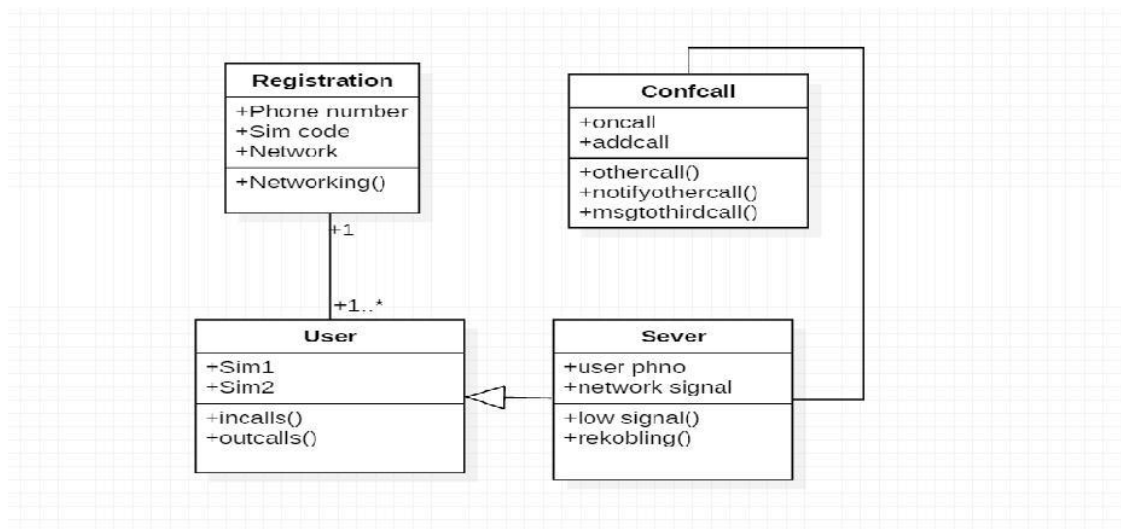 Registration
+Phone number
+Sim code
+Network
+Networking()
+1
+1..*
Confcall
+oncall
+addcall
+othercall()
+notifyothercall()
+msgtothirdcall()
User
+Sim1
+Sim2
+incalls()
+outcalls()
Sever
+user phno
+network signal
+low signal()
+rekobling()